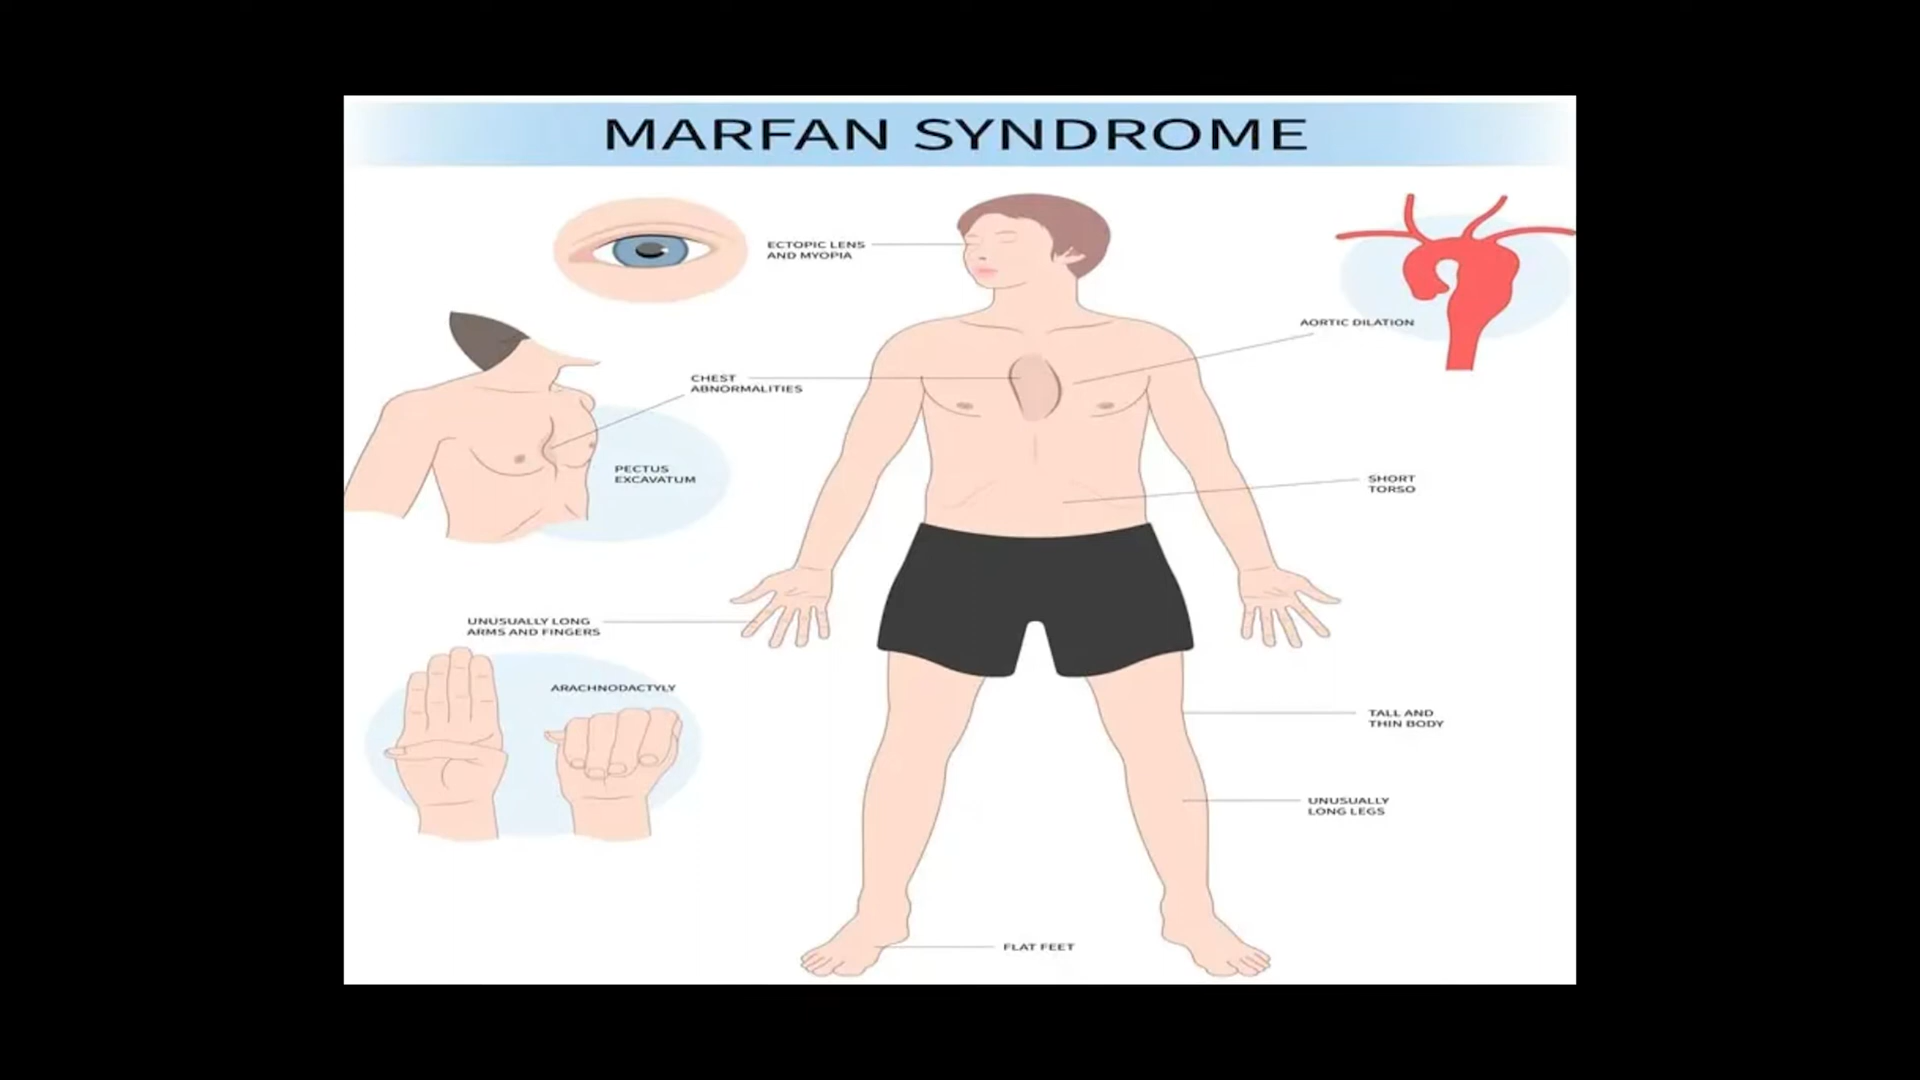 MARFAN SYNDROME
ECTOPIC LENS
AND MYOPIA
AORTIC DILATION
CHEST
ABNORMALITIES
PECTUS
EXCAVATUM
SHORT
TORSO
UNUSUALLY LONG
ARMS AND FINGERS
ARACHNODACTYLY
TALL AND
THIN BODY
UNUSUALLY
LONG LEGS
FLAT FEET